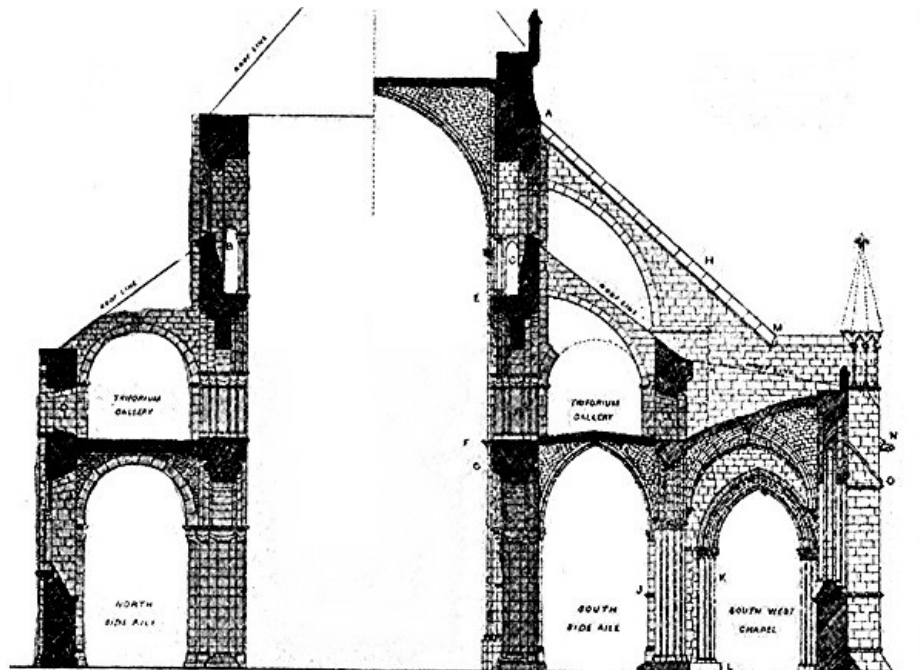 ROOF LINE
A
B
C
H
ROOF LINE
E
ROOF LINE
M
TRIFORIUM
GALLERY
TRIFORIUM
GALLERY
F
N
G
O
NORTH
SIDE AILE
J
SOUTH
SIDE AILE
K
SOUTH WEST
CHAPEL
L